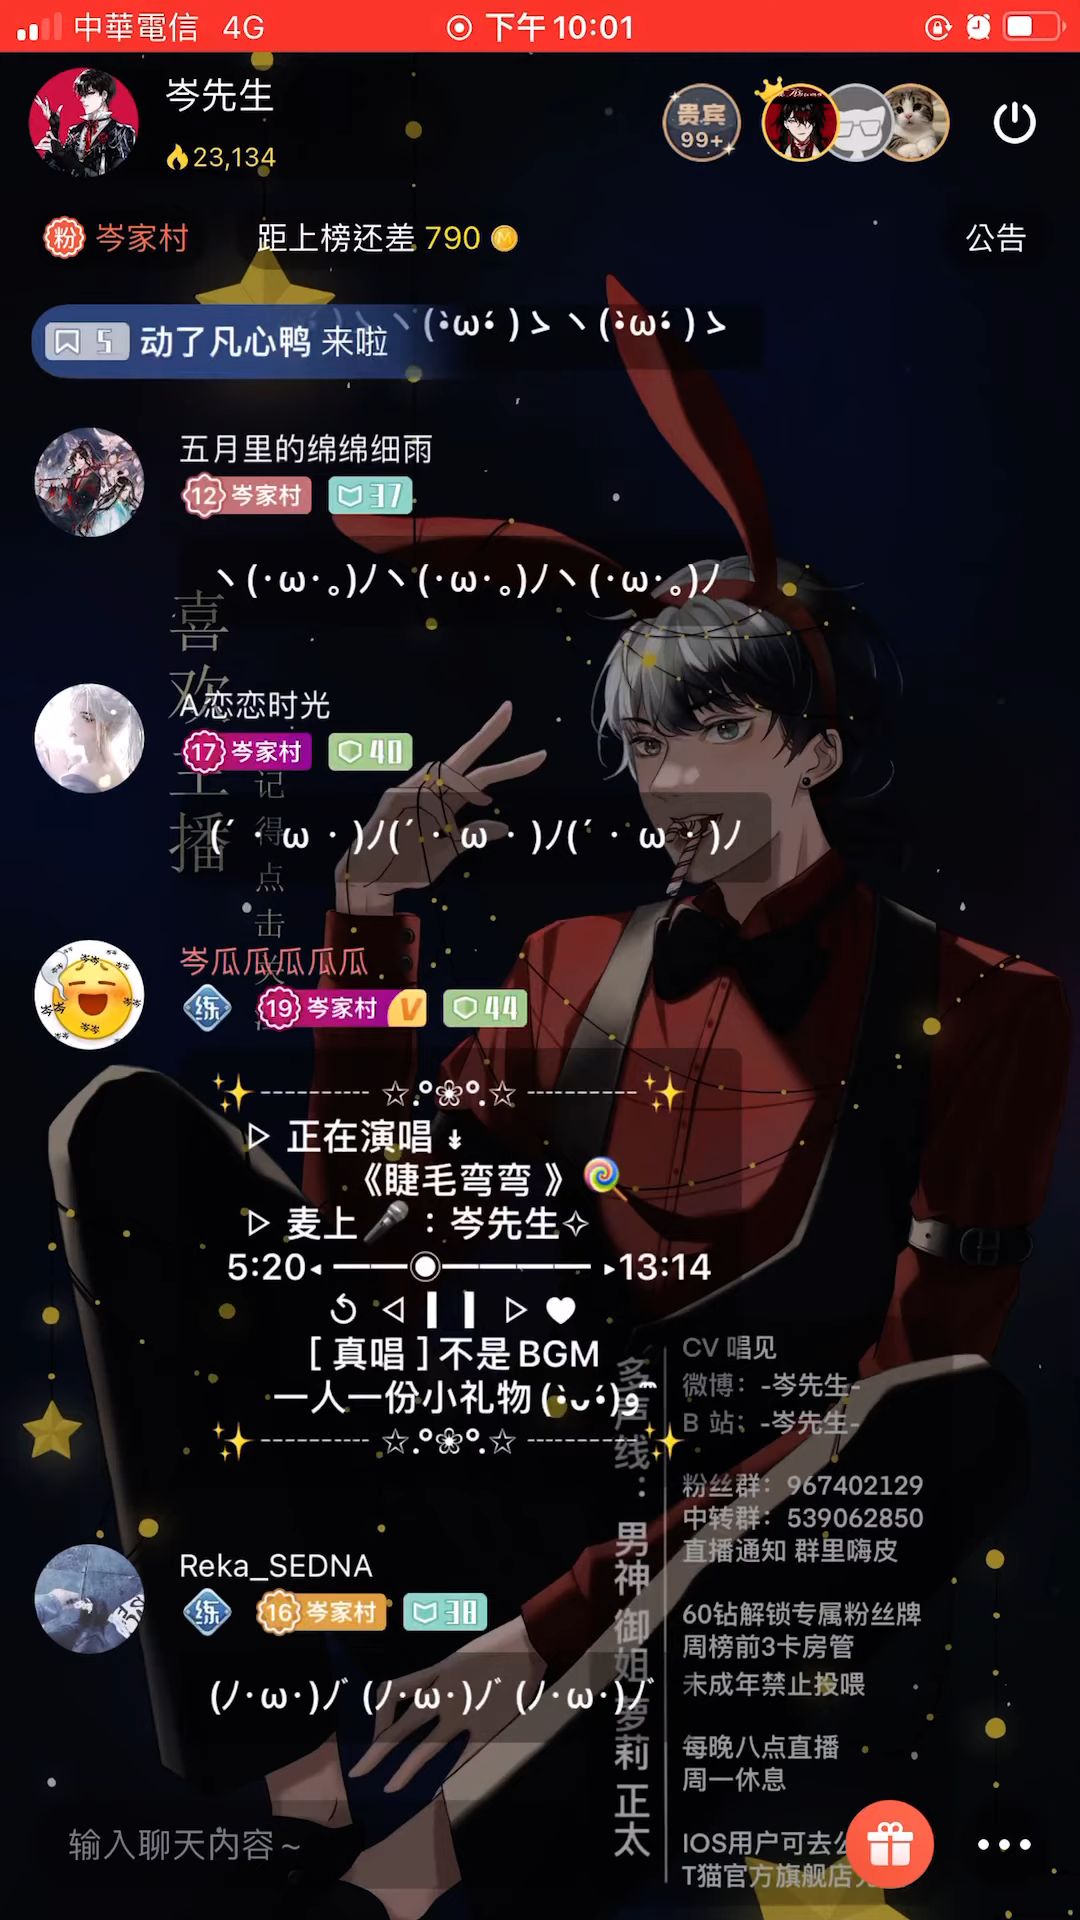 中華電信 4G
下午10:01
岑先生
23,134
贵宾
99+
粉 岑家村
距上榜还差 790
公告
5 动了凡心鸭 来啦
ヽ(•̀ω•́ )ゝヽ(•̀ω•́ )ゝ
五月里的绵绵细雨
12 岑家村 37
ヽ(･ω･｡)ﾉヽ(･ω･｡)ﾉヽ(･ω･｡)ﾉ
喜欢主播
记得点击关
A恋恋时光
17 岑家村 40
(´･ω･)ﾉ(´･ω･)ﾉ(´･ω･)ﾉ
岑瓜瓜瓜瓜瓜
练 19 岑家村 V 44
✨---------- ☆.°❀°.☆ ----------✨
▷ 正在演唱 ↡
《睫毛弯弯 》🍭
▷ 麦上🎤 : 岑先生✧
5:20◂ ━━◉━━━━ ▸13:14
↺ ◁ ❙❙ ▷ ♥
[ 真唱 ] 不是 BGM
一人一份小礼物 (•̀ᴗ•́)و ̑̑
✨---------- ☆.°❀°.☆ ----------✨
多声线：男神 御姐 萝莉 正太
CV 唱见
微博：-岑先生-
B 站：-岑先生-
粉丝群：967402129
中转群：539062850
直播通知 群里嗨皮
60钻解锁专属粉丝牌
周榜前3卡房管
未成年禁止投喂
每晚八点直播
周一休息
IOS用户可去公
T猫官方旗舰店充
Reka_SEDNA
练 16 岑家村 38
(ﾉ･ω･)ﾉﾞ(ﾉ･ω･)ﾉﾞ(ﾉ･ω･)ﾉﾞ
输入聊天内容～